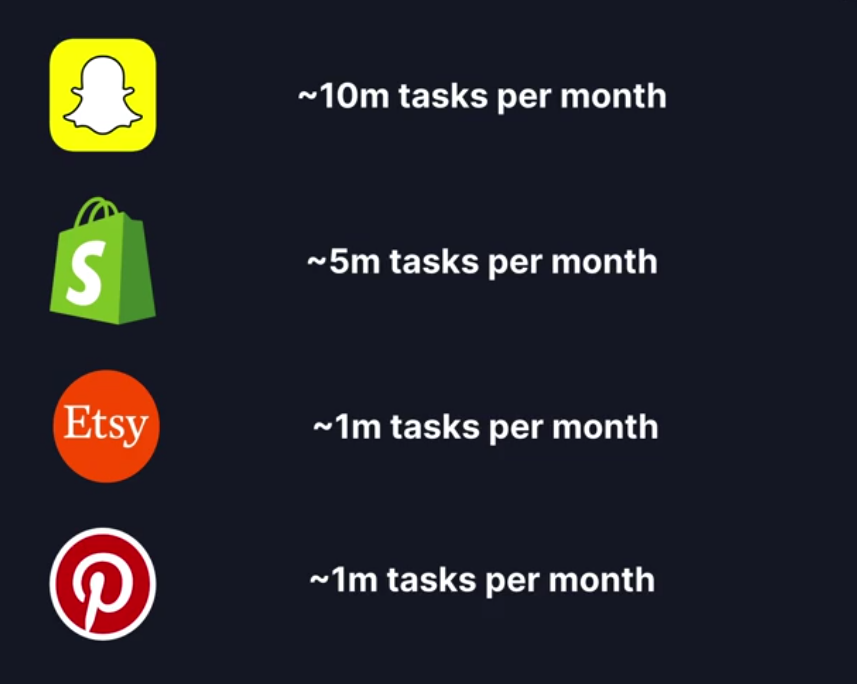 ~10m tasks per month
S
~5m tasks per month
Etsy
~1m tasks per month
~1m tasks per month